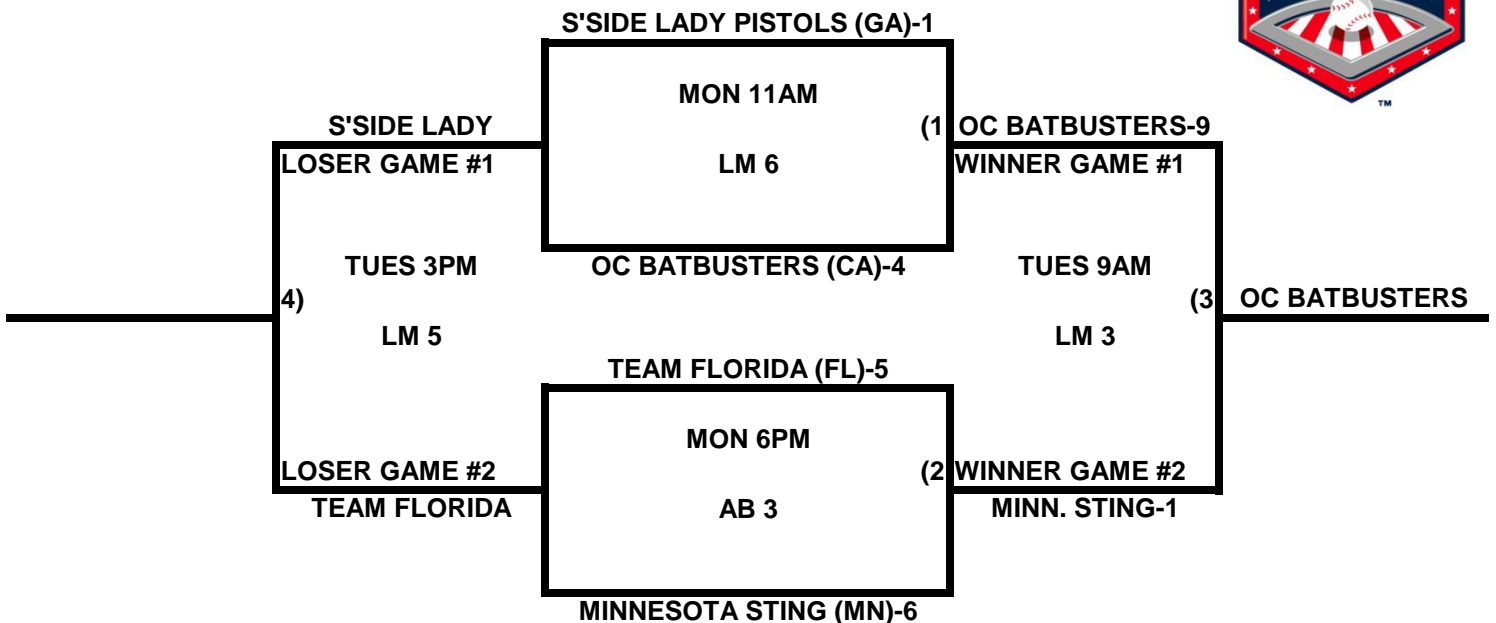 S'SIDE LADY PISTOLS (GA)-1
MON 11AM
S'SIDE LADY
(1 OC BATBUSTERS-9
LOSER GAME #1
LM 6
WINNER GAME #1
TUES 3PM
OC BATBUSTERS (CA)-4
TUES 9AM
4)
(3 OC BATBUSTERS
LM 5
LM 3
TEAM FLORIDA (FL)-5
MON 6PM
LOSER GAME #2
(2 WINNER GAME #2
TEAM FLORIDA
AB 3
MINN. STING-1
MINNESOTA STING (MN)-6
TM